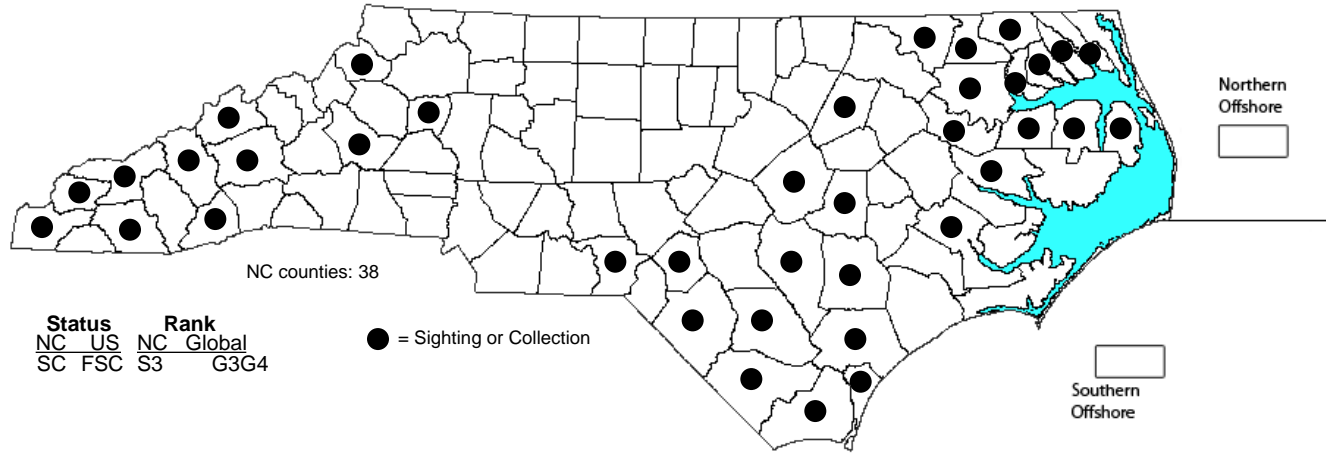 Northern
Offshore
NC counties: 38
Status Rank
NC US NC Global
SC FSC S3 G3G4
= Sighting or Collection
Southern
Offshore